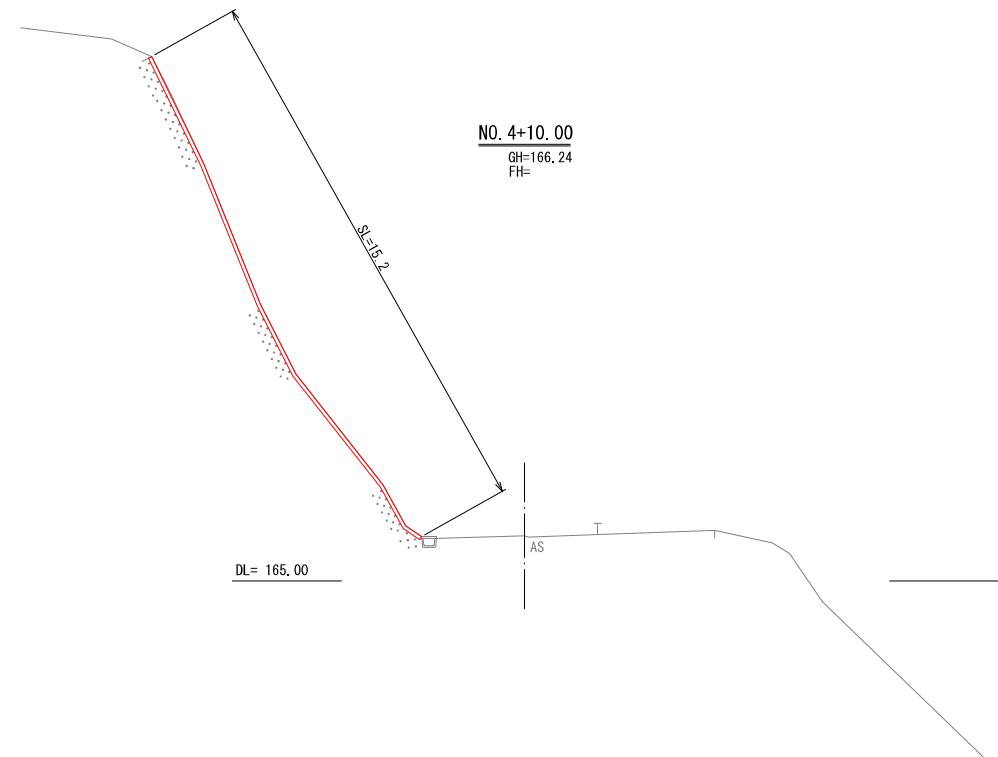 NO. 4+10.00
GH=166.24
FH=
SL=15.2
AS
DL= 165.00